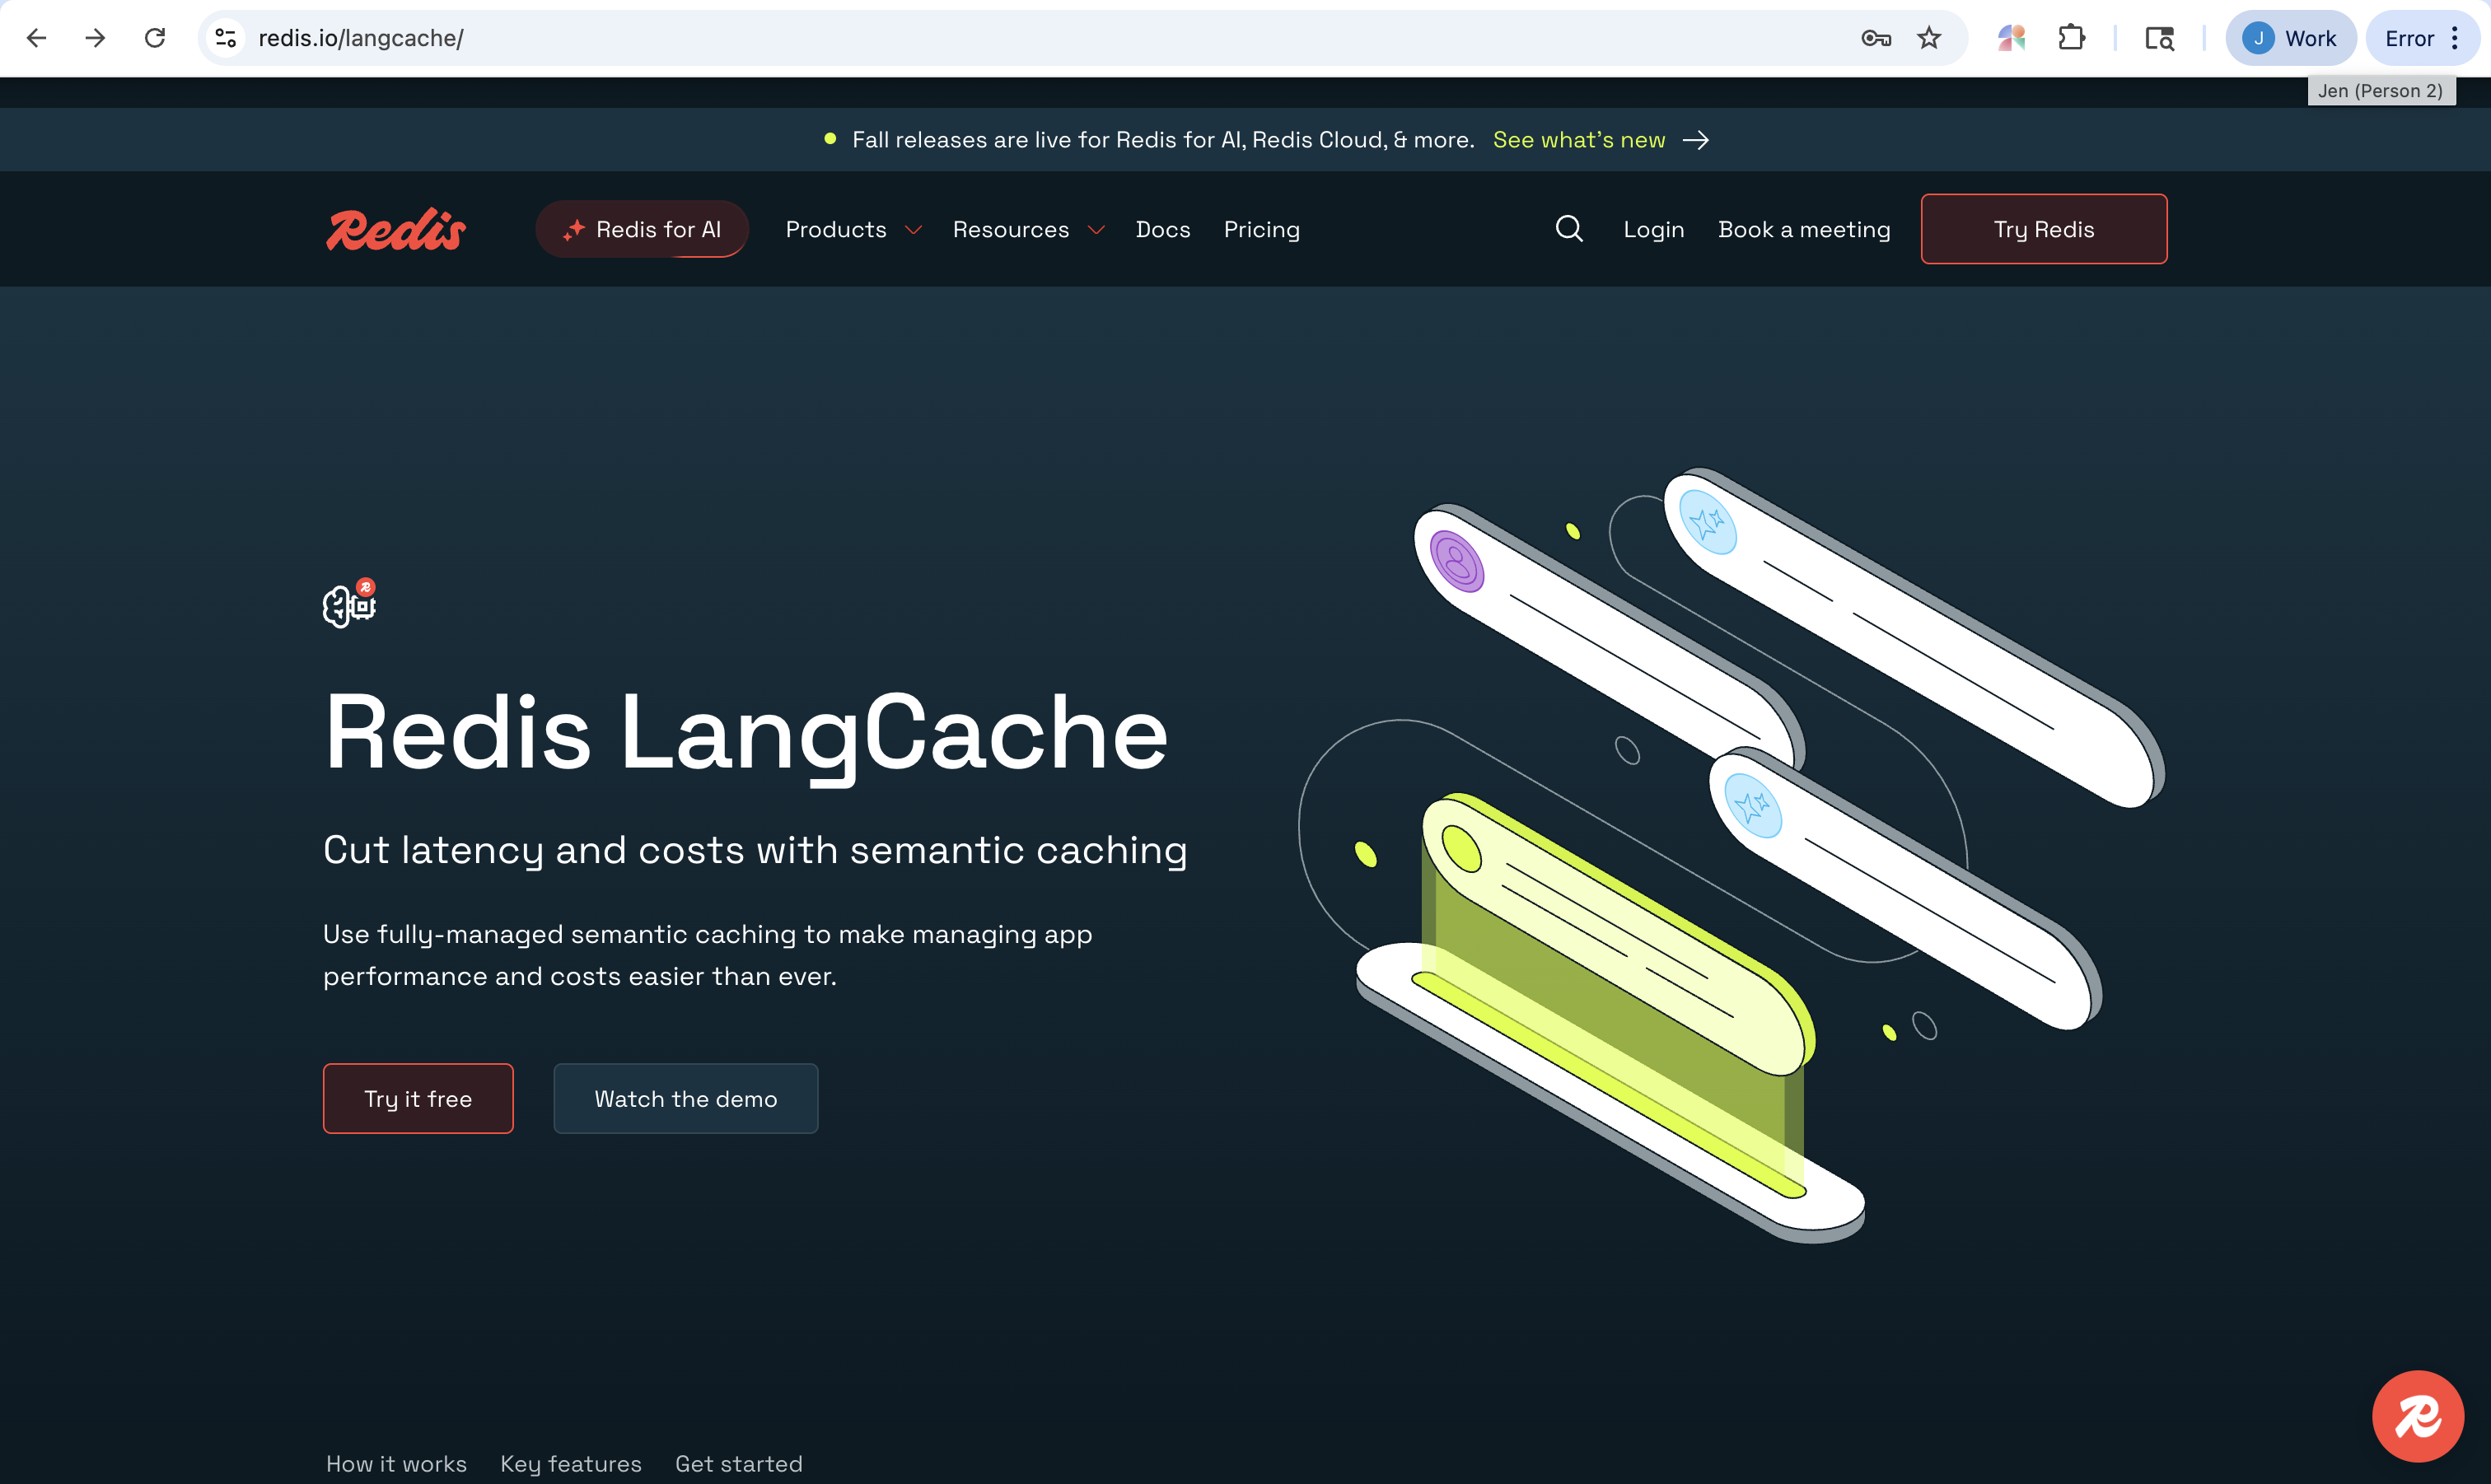 redis.io/langcache/
J Work
Error
Jen (Person 2)
Fall releases are live for Redis for AI, Redis Cloud, & more. See what's new
Redis
Redis for AI
Products
Resources
Docs
Pricing
Login
Book a meeting
Try Redis
Redis LangCache
Cut latency and costs with semantic caching
Use fully-managed semantic caching to make managing app
performance and costs easier than ever.
Try it free
Watch the demo
How it works
Key features
Get started